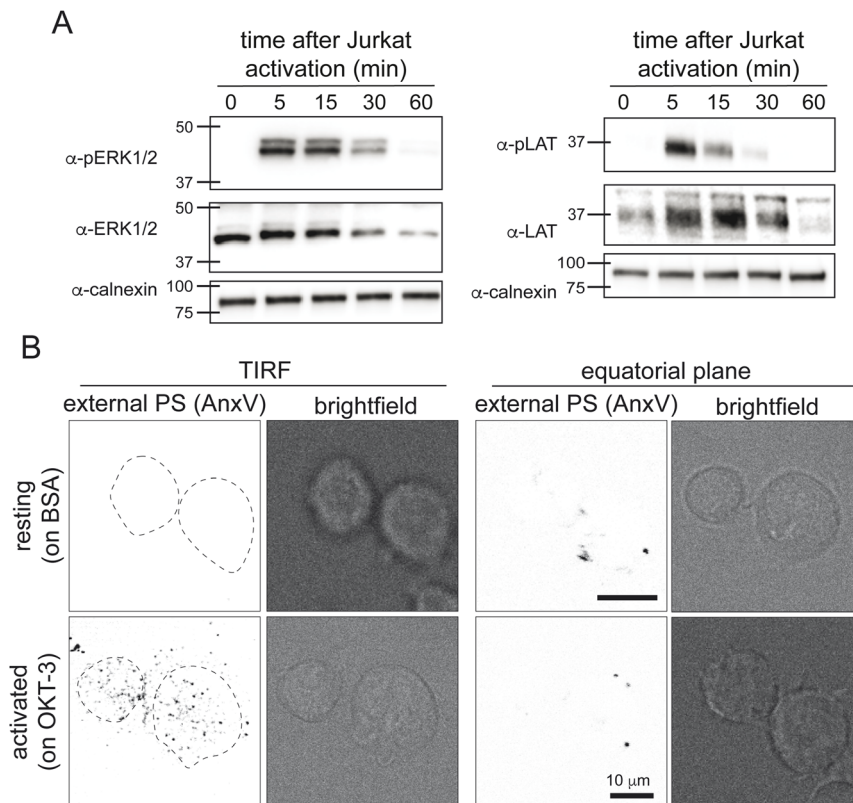 A
time after Jurkat
activation (min)
0 5 15 30 60
α-pERK1/2
50
37
α-ERK1/2
50
37
α-calnexin
100
75
time after Jurkat
activation (min)
0 5 15 30 60
α-pLAT
37
α-LAT
37
α-calnexin
100
75
B
TIRF
equatorial plane
external PS (AnxV)
brightfield
external PS (AnxV)
brightfield
resting
(on BSA)
activated
(on OKT-3)
10 μm